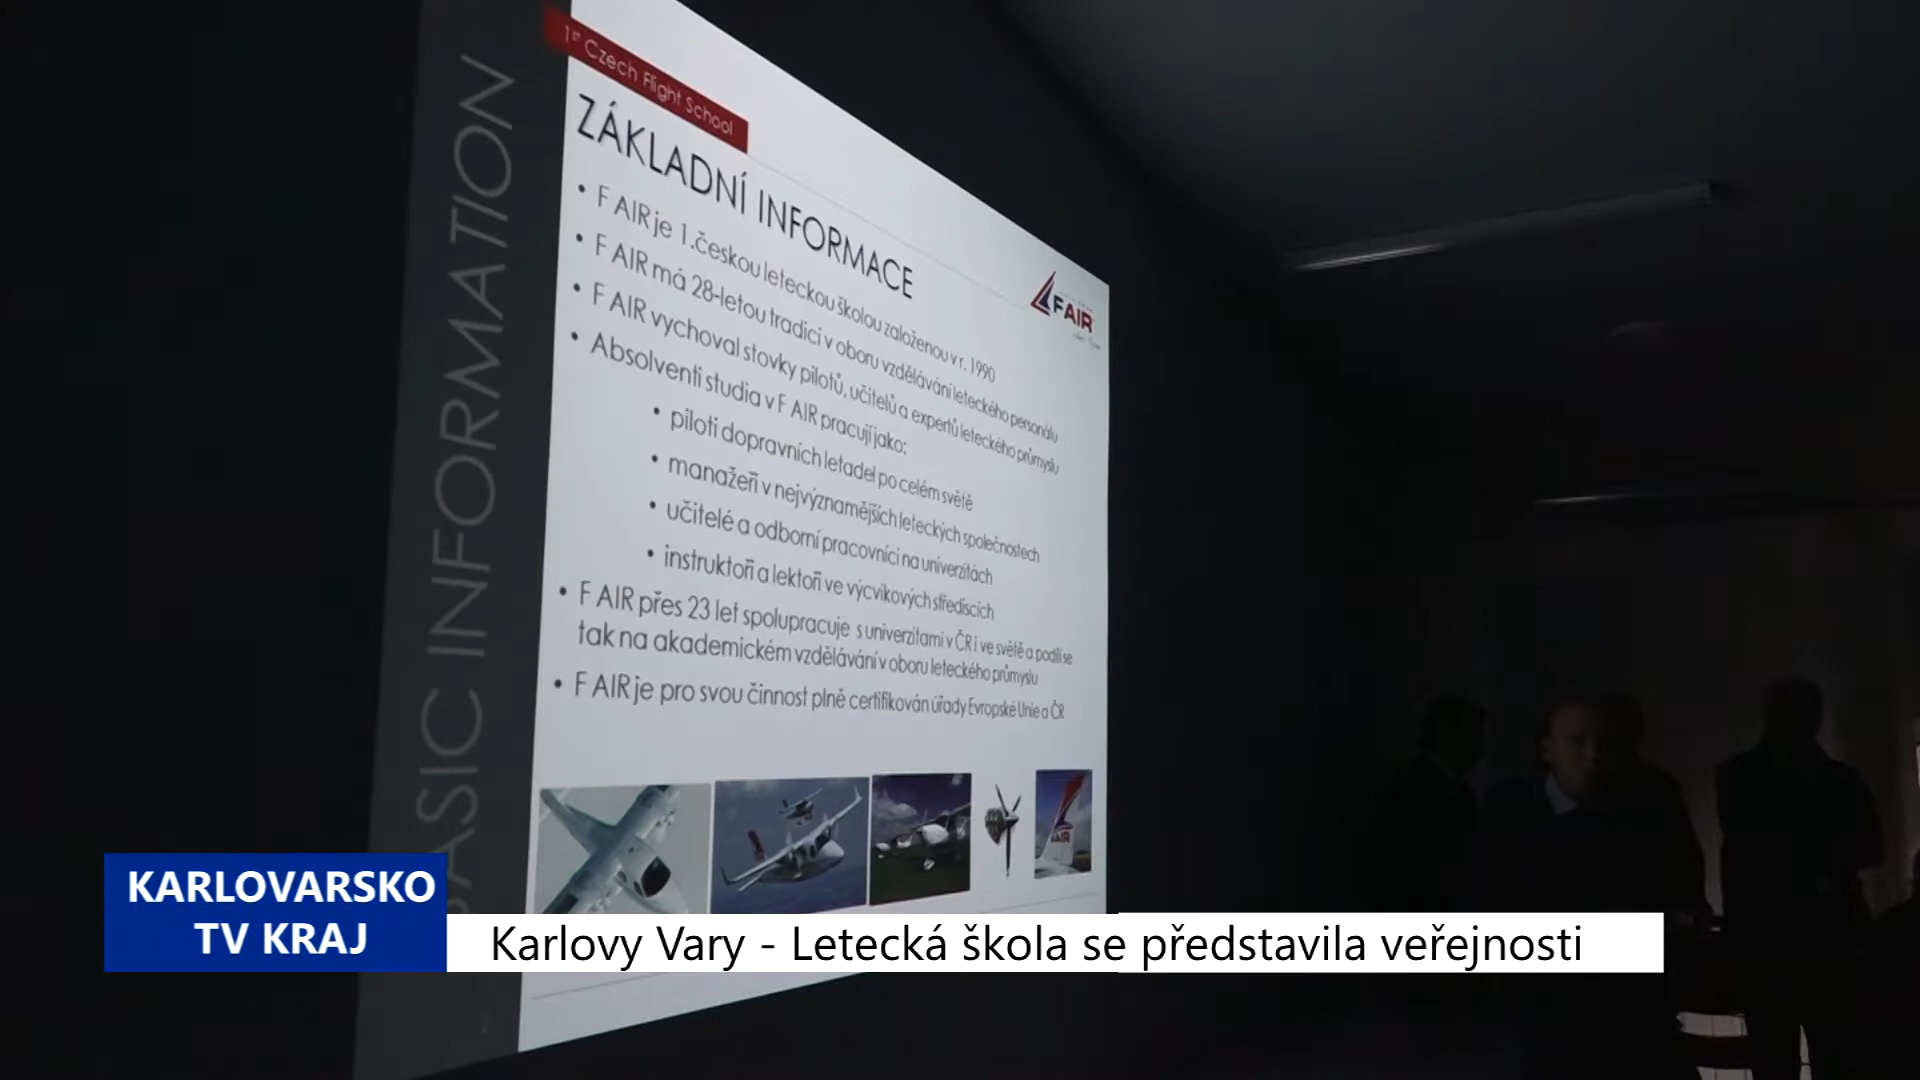 1st Czech Flight School
ZÁKLADNÍ INFORMACE
• F AIR je 1.českou leteckou školou založenou v r. 1990
• F AIR má 28-letou tradici v oboru vzdělávání leteckého personálu
• F AIR vychoval stovky pilotů, učitelů a expertů leteckého průmyslu
• Absolventi studia v F AIR pracují jako:
• piloti dopravních letadel po celém světě
• manažeři v nejvýznamějších leteckých společnostech
• učitelé a odborní pracovníci na univerzitách
• instruktoři a lektoři ve výcvikových střediscích
• F AIR přes 23 let spolupracuje s univerzitami v ČR i ve světě a podílí se
tak na akademickém vzdělávání v oboru leteckého průmyslu
• F AIR je pro svou činnost plně certifikován úřady Evropské Unie a ČR
F AIR
BASIC INFORMATION
AIR
KARLOVARSKO
TV KRAJ
Karlovy Vary - Letecká škola se představila veřejnosti